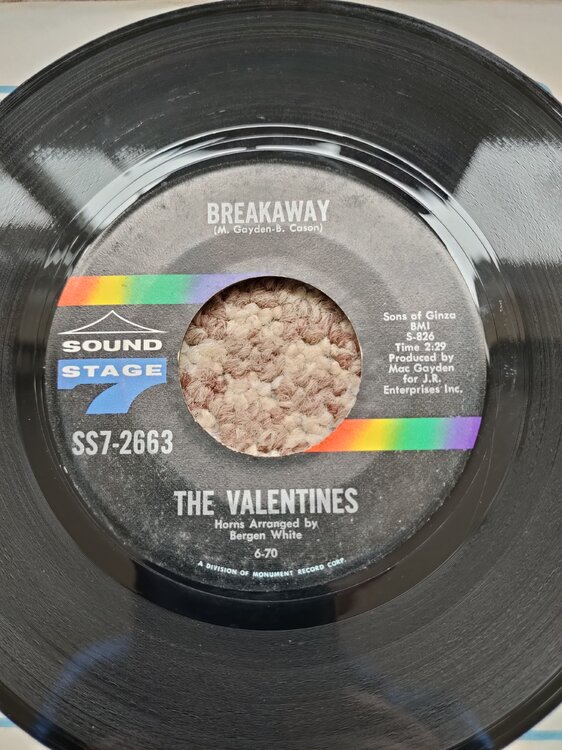 BREAKAWAY
(M. Gayden-B. Cason)
Sons of Ginza
BMI
S-826
Time 2:29
Produced by
Mac Gayden
for J.R.
Enterprises Inc.
SOUND
STAGE
7
SS7-2663
THE VALENTINES
Horns Arranged by
Bergen White
6-70
A DIVISION OF MONUMENT RECORD CORP.